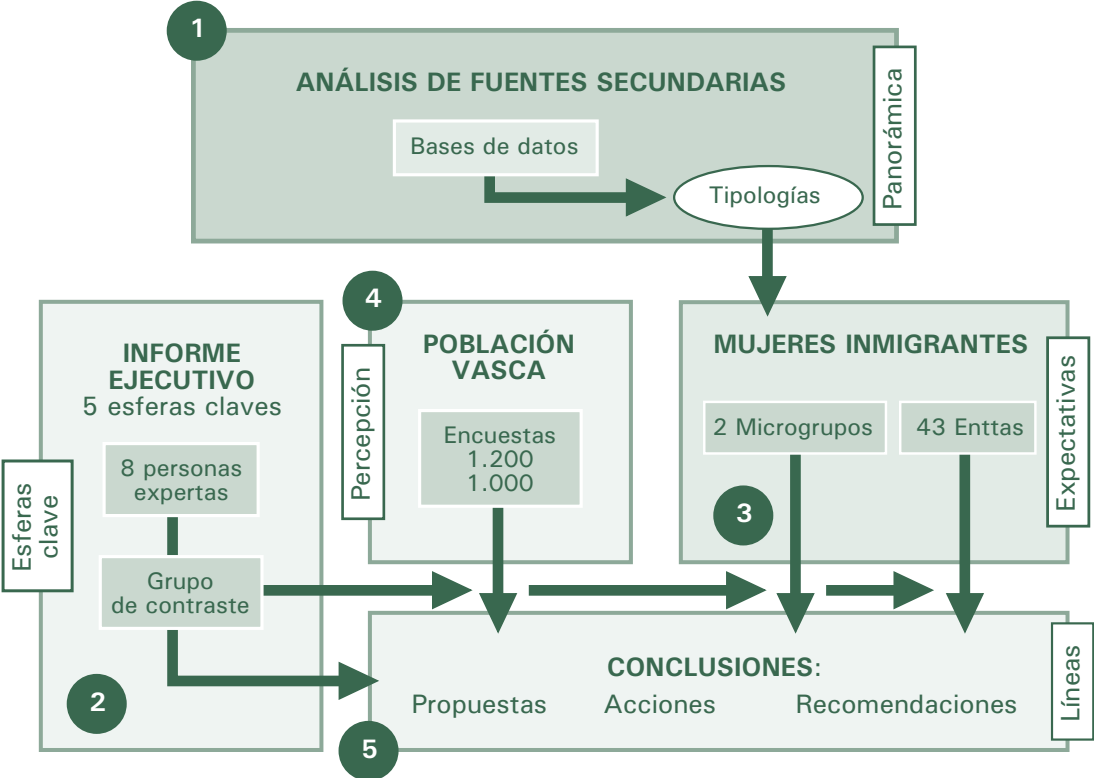 1
ANÁLISIS DE FUENTES SECUNDARIAS
Bases de datos
Tipologías
Panorámica
INFORME
EJECUTIVO
5 esferas claves
8 personas
expertas
Grupo
de contraste
Esferas
clave
2
4
POBLACIÓN
VASCA
Encuestas
1.200
1.000
Percepción
MUJERES INMIGRANTES
2 Microgrupos
43 Enttas
3
Expectativas
CONCLUSIONES:
Propuestas Acciones Recomendaciones
Líneas
5